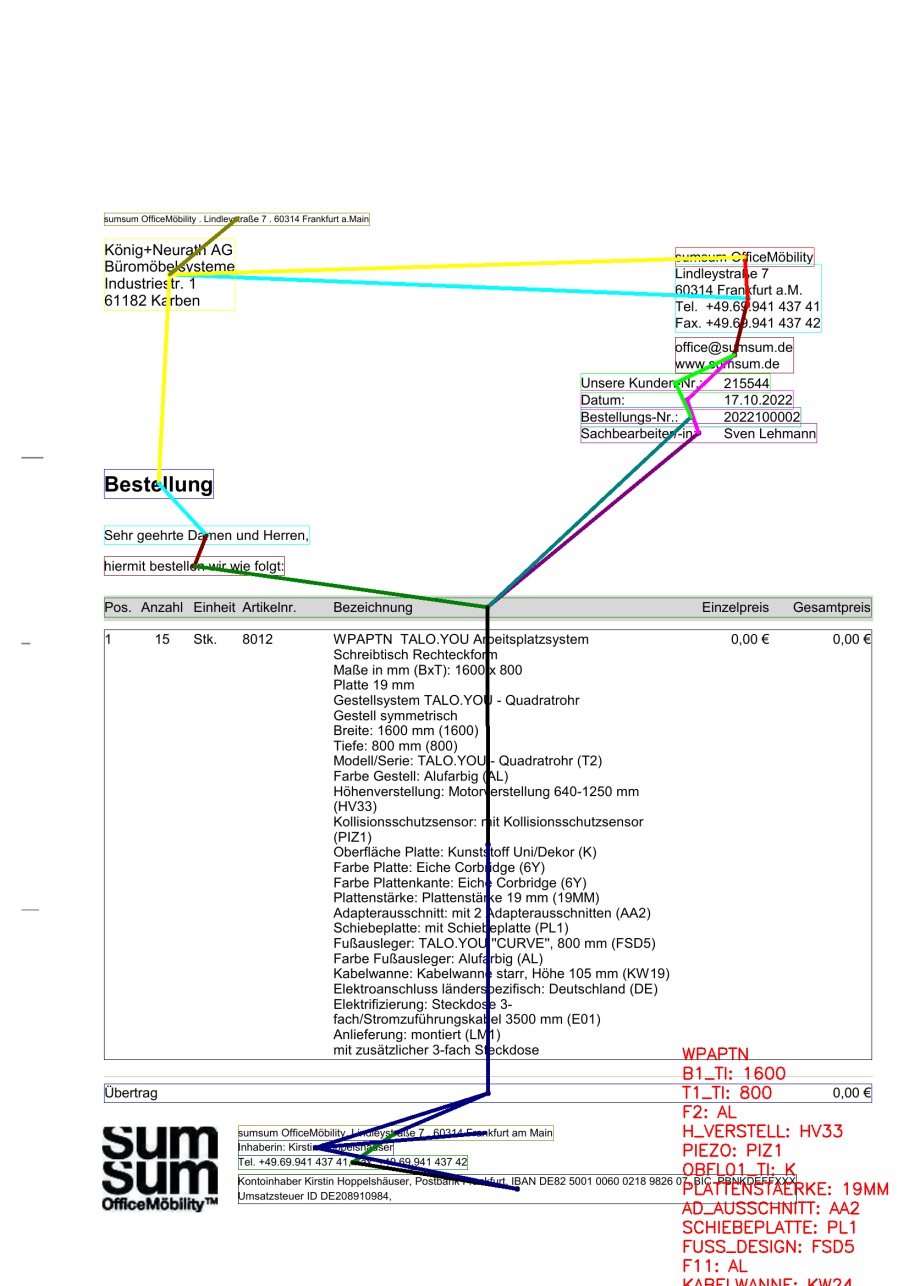 sumsum OfficeMöbility . Lindleystraße 7 . 60314 Frankfurt a.Main
König+Neurath AG
Büromöbelsysteme
Industriestr. 1
61182 Karben
sumsum OfficeMöbility
Lindleystraße 7
60314 Frankfurt a.M.
Tel. +49.69.941 437 41
Fax. +49.69.941 437 42
office@sumsum.de
www.sumsum.de
Unsere Kunden-Nr.: 215544
Datum: 17.10.2022
Bestellungs-Nr.: 2022100002
Sachbearbeiter/-in: Sven Lehmann
Bestellung
Sehr geehrte Damen und Herren,
hiermit bestellen wir wie folgt:
Pos. Anzahl Einheit Artikelnr. Bezeichnung Einzelpreis Gesamtpreis
1 15 Stk. 8012 WPAPTN TALO.YOU Arbeitsplatzsystem 0,00 € 0,00 €
Schreibtisch Rechteckform
Maße in mm (BxT): 1600 x 800
Platte 19 mm
Gestellsystem TALO.YOU - Quadratrohr
Gestell symmetrisch
Breite: 1600 mm (1600)
Tiefe: 800 mm (800)
Modell/Serie: TALO.YOU - Quadratrohr (T2)
Farbe Gestell: Alufarbig (AL)
Höhenverstellung: Motorverstellung 640-1250 mm
(HV33)
Kollisionsschutzsensor: mit Kollisionsschutz
(PIZ1)
Oberfläche Platte: Kunststoff Uni/Dekor (K)
Farbe Platte: Eiche Corbridge (6Y)
Farbe Plattenkante: Eiche Corbridge (6Y)
Plattenstärke: Plattenstärke 19 mm (19MM)
Adapterausschnitt: mit 2 Adapterausschnitten (AA2)
Schiebeplatte: mit Schiebeplatte (PL1)
Fußausleger: TALO.YOU "CURVE", 800 mm (FSD5)
Farbe Fußausleger: Alufarbig (AL)
Kabelwanne: Kabelwanne starr, Höhe 105 mm (KW19)
Elektroanschluss länderspezifisch: Deutschland (DE)
Elektrifizierung: Steckdose 3-
fach/Stromzuführungskabel 3500 mm (E01)
Anlieferung: montiert (LM1)
mit zusätzlicher 3-fach Steckdose
Übertrag 0,00 €
WPAPTN
B1_TI: 1600
T1_TI: 800
F2: AL
H_VERSTELL: HV33
PIEZO: PIZ1
OBFL01_TI: K
PLATTENSTAERKE: 19MM
AD_AUSSCHNITT: AA2
SCHIEBEPLATTE: PL1
FUSS_DESIGN: FSD5
F11: AL
KABELWANNE: KW24
sum
sum
OfficeMöbility™
sumsum OfficeMöbility, Lindleystraße 7 , 60314 Frankfurt am Main
Inhaberin: Kirstin Hoppelshäuser
Tel. +49.69.941 437 41, Fax. +49.69.941 437 42
Kontoinhaber Kirstin Hoppelshäuser, Postbank Frankfurt, IBAN DE82 5001 0060 0218 9826 07, BIC PBNKDEFFXXX
Umsatzsteuer ID DE208910984,